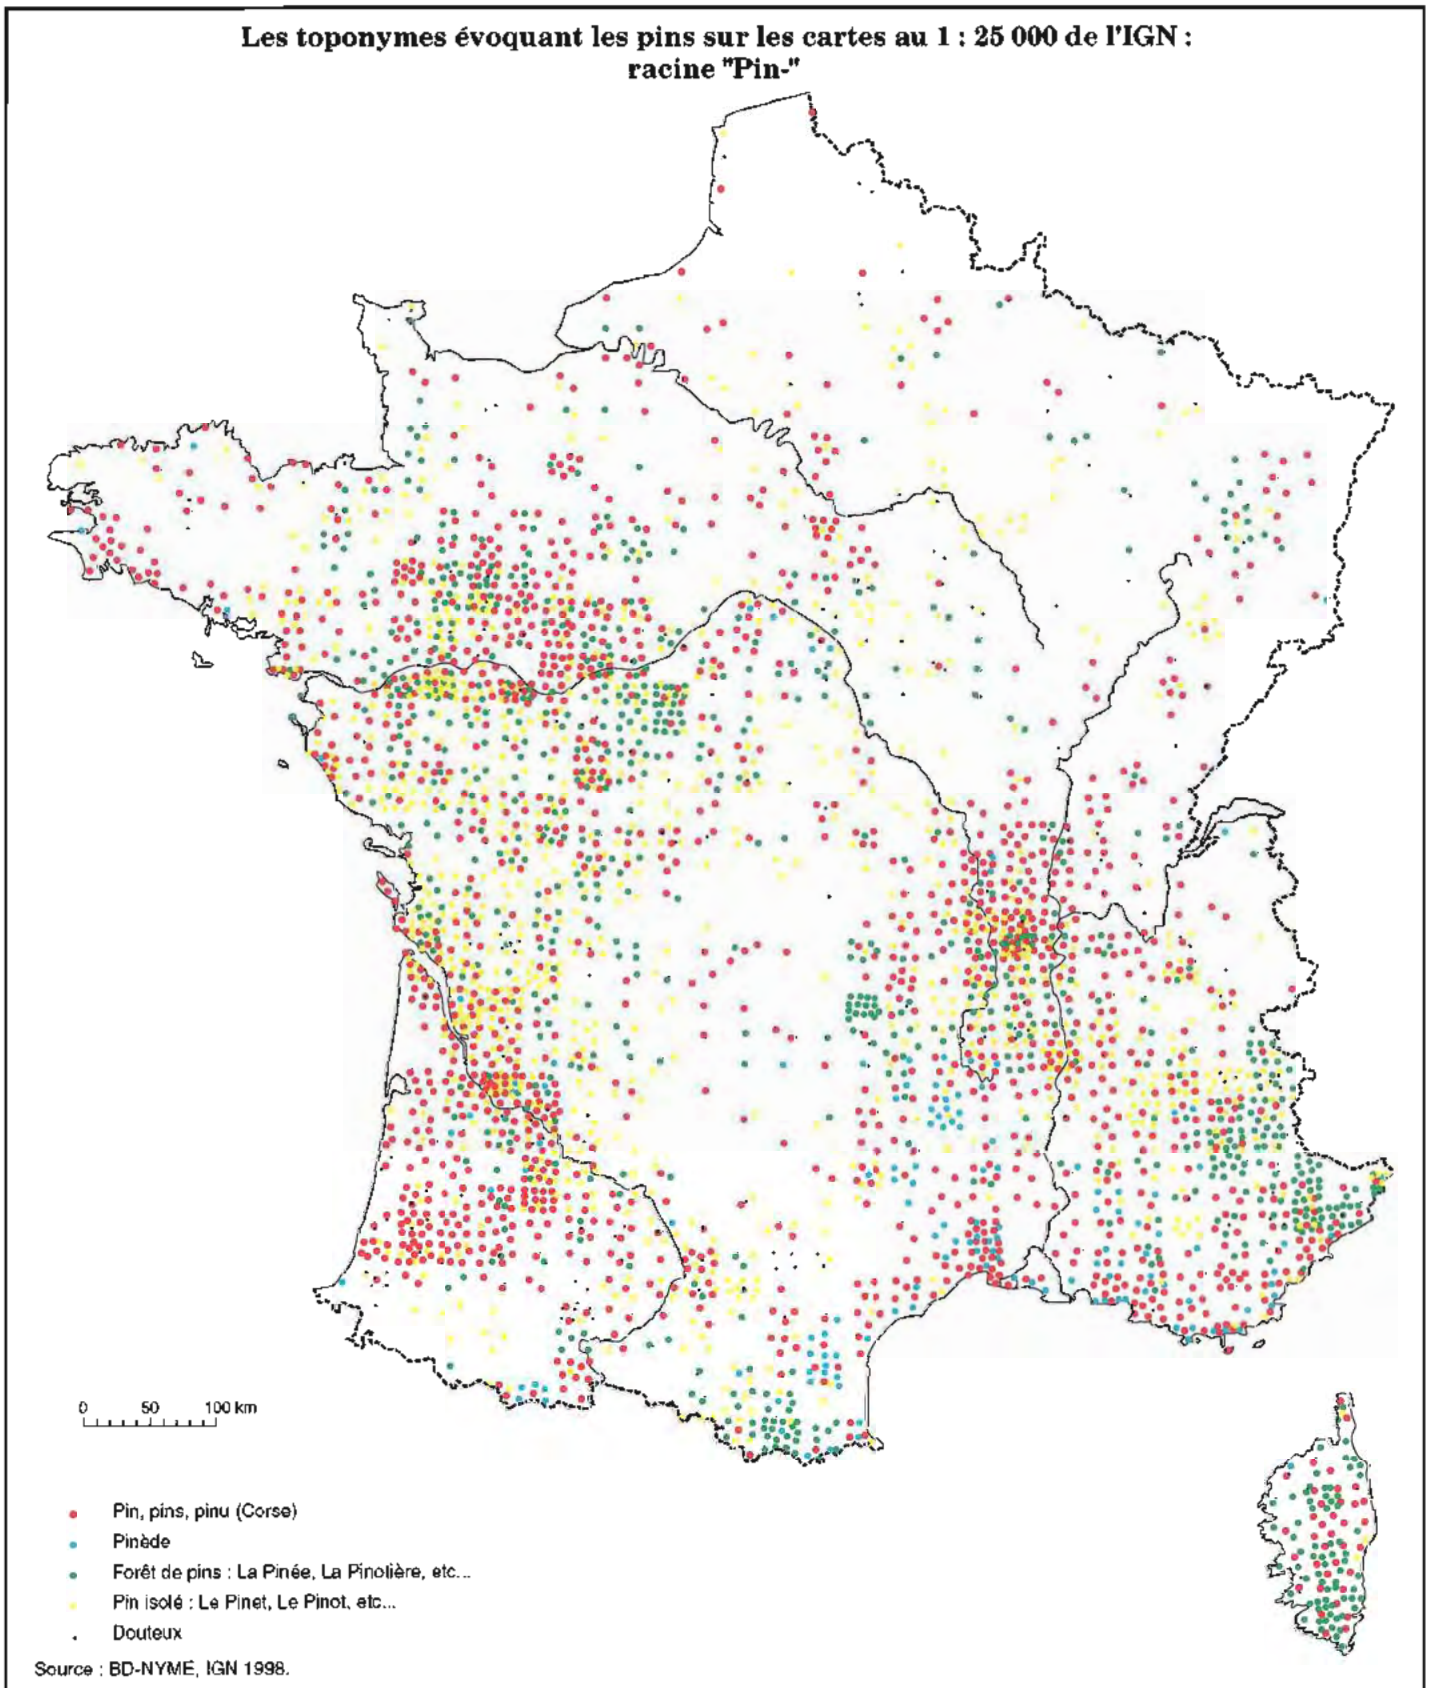 Les toponymes évoquant les pins sur les cartes au 1 : 25 000 de l'IGN :
racine "Pin-"
0 50 100 km
Pin, pins, pinu (Corse)
Pinède
Forêt de pins : La Pinée, La Pinolière, etc...
Pin isolé : Le Pinet, Le Pinot, etc...
Douteux
Source : BD-NYME, IGN 1998.